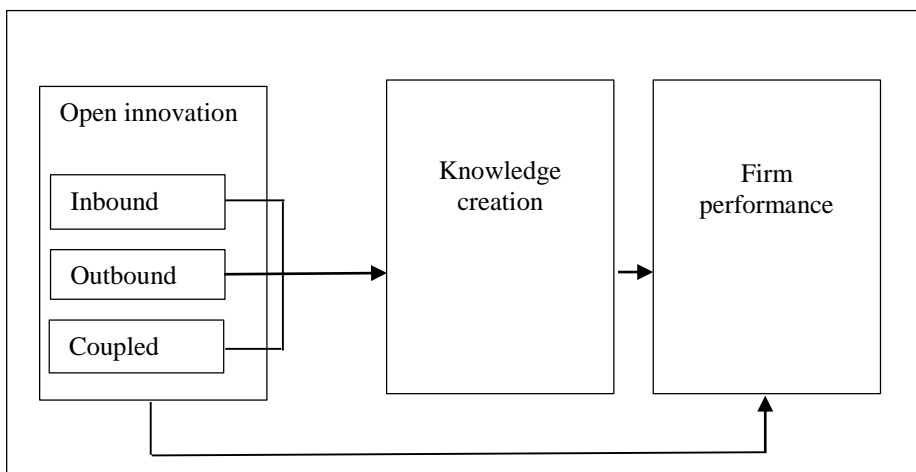 Open innovation
Inbound
Outbound
Coupled
Knowledge
creation
Firm
performance